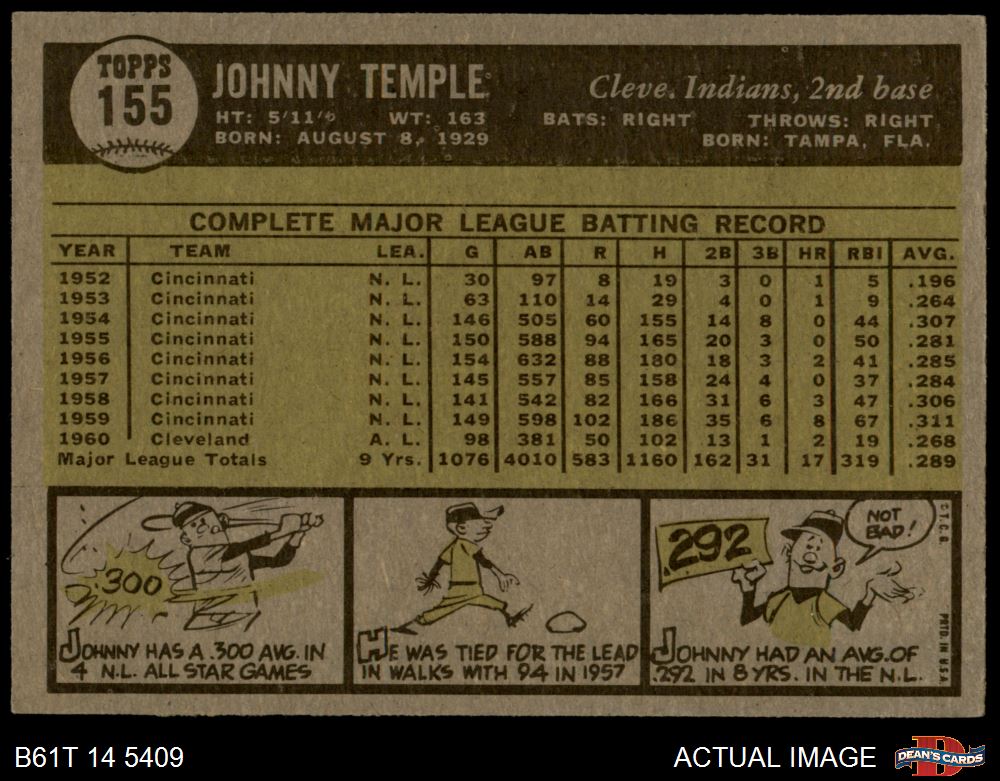 TOPPS
155
JOHNNY TEMPLE
Cleve. Indians, 2nd base
HT: 5'11½ WT: 163 BATS: RIGHT THROWS: RIGHT
BORN: AUGUST 8, 1929 BORN: TAMPA, FLA.
COMPLETE MAJOR LEAGUE BATTING RECORD
YEAR TEAM LEA. G AB R H 2B 3B HR RBI AVG.
1952 Cincinnati N. L. 30 97 8 19 3 0 1 5 .196
1953 Cincinnati N. L. 63 110 14 29 4 0 1 9 .264
1954 Cincinnati N. L. 146 505 60 155 14 8 0 44 .307
1955 Cincinnati N. L. 150 588 94 165 20 3 0 50 .281
1956 Cincinnati N. L. 154 632 88 180 18 3 2 41 .285
1957 Cincinnati N. L. 145 557 85 158 24 4 0 37 .284
1958 Cincinnati N. L. 141 542 82 166 31 6 3 47 .306
1959 Cincinnati N. L. 149 598 102 186 35 6 8 67 .311
1960 Cleveland A. L. 98 381 50 102 13 1 2 19 .268
Major League Totals 9 Yrs. 1076 4010 583 1160 162 31 17 319 .289
.300
JOHNNY HAS A .300 AVG. IN
4 N.L. ALL STAR GAMES
HE WAS TIED FOR THE LEAD
IN WALKS WITH 94 IN 1957
.292
NOT
BAD!
JOHNNY HAD AN AVG. OF
.292 IN 8 YRS. IN THE N.L.
© T. C. G.
PRTD. IN U.S.A.
B61T 14 5409
ACTUAL IMAGE
D
DEAN'S CARDS